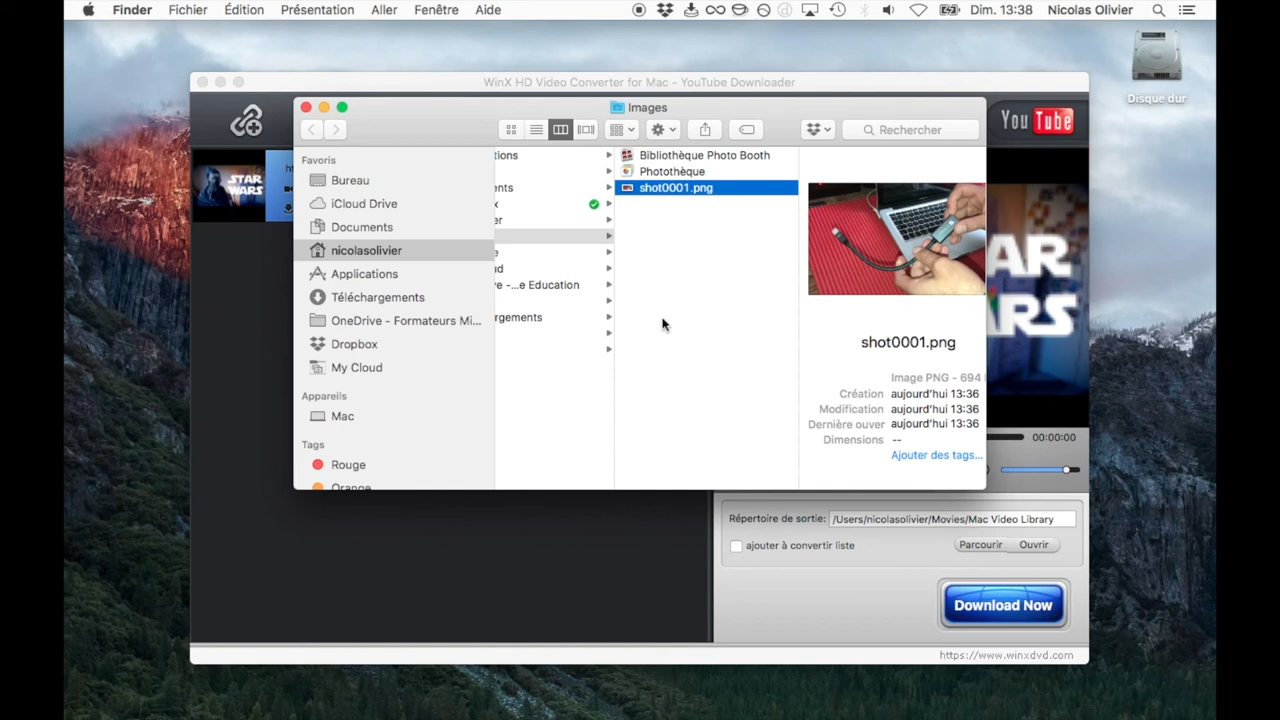 Finder Fichier Édition Présentation Aller Fenêtre Aide Dim. 13:38 Nicolas Olivier
Disque dur
WinX HD Video Converter for Mac - YouTube Downloader
Images
You Tube
Rechercher
STAR
WARS
Favoris
Bureau
iCloud Drive
Documents
nicolasolivier
Applications
Téléchargements
OneDrive - Formateurs Mi...
Dropbox
My Cloud
Appareils
Mac
Tags
Rouge
Orange
tions
nts
x
er
e
d
ve -...e Education
rgements
Bibliothèque Photo Booth
Photothèque
shot0001.png
shot0001.png
Image PNG - 694
Création aujourd'hui 13:36
Modification aujourd'hui 13:36
Dernière ouver aujourd'hui 13:36
Dimensions --
Ajouter des tags...
AR
ARS
00:00:00
Répertoire de sortie: /Users/nicolasolivier/Movies/Mac Video Library
ajouter à convertir liste
Parcourir Ouvrir
Download Now
https://www.winxdvd.com